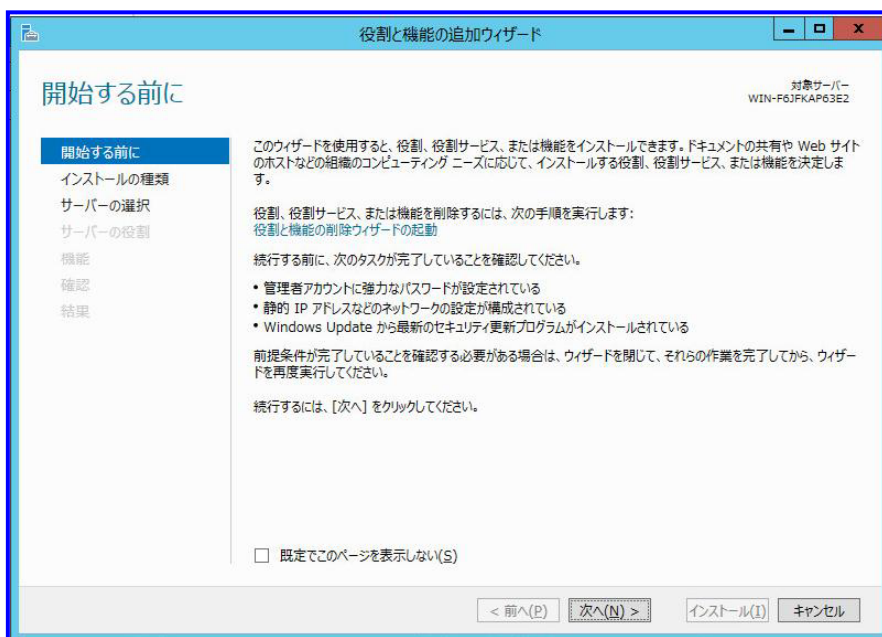 役割と機能の追加ウィザード
開始する前に
対象サーバー
WIN-F6JFKAP63E2
開始する前に
インストールの種類
サーバーの選択
サーバーの役割
機能
確認
結果
このウィザードを使用すると、役割、役割サービス、または機能をインストールできます。ドキュメントの共有や Web サイト
のホストなどの組織のコンピューティング ニーズに応じて、インストールする役割、役割サービス、または機能を決定しま
す。
役割、役割サービス、または機能を削除するには、次の手順を実行します:
役割と機能の削除ウィザードの起動
続行する前に、次のタスクが完了していることを確認してください。
• 管理者アカウントに強力なパスワードが設定されている
• 静的 IP アドレスなどのネットワークの設定が構成されている
• Windows Update から最新のセキュリティ更新プログラムがインストールされている
前提条件が完了していることを確認する必要がある場合は、ウィザードを閉じて、それらの作業を完了してから、ウィザー
ドを再度実行してください。
続行するには、[次へ] をクリックしてください。
既定でこのページを表示しない(S)
< 前へ(P)
次へ(N) >
インストール(I)
キャンセル